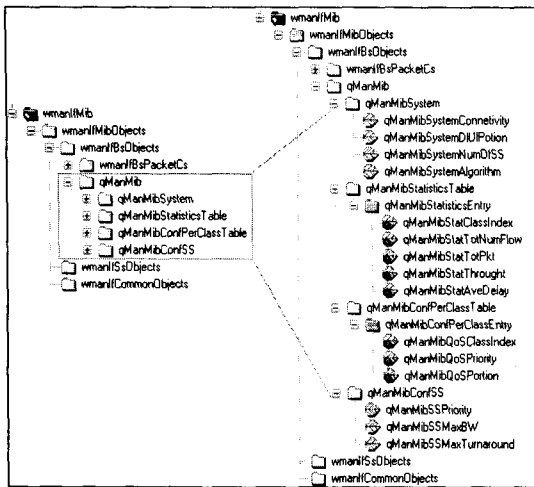 wmanIfMib
wmanIfMibObjects
wmanIfBsObjects
wmanIfBsPacketCs
qManMib
qManMibSystem
qManMibStatisticsTable
qManMibConfPerClassTable
qManMibConfSS
wmanIfSsObjects
wmanIfCommonObjects
wmanIfMib
wmanIfMibObjects
wmanIfBsObjects
wmanIfBsPacketCs
qManMib
qManMibSystem
qManMibSystemConnetivity
qManMibSystemDlUlPotion
qManMibSystemNumOfSS
qManMibSystemAlgorithm
qManMibStatisticsTable
qManMibStatisticsEntry
qManMibStatClassIndex
qManMibStatTotNumFlow
qManMibStatTotPkt
qManMibStatThrought
qManMibStatAveDelay
qManMibConfPerClassTable
qManMibConfPerClassEntry
qManMibQoSClassIndex
qManMibQoSPriority
qManMibQoSPortion
qManMibConfSS
qManMibSSPriority
qManMibSSMaxBW
qManMibSSMaxTurnaround
wmanIfSsObjects
wmanIfCommonObjects